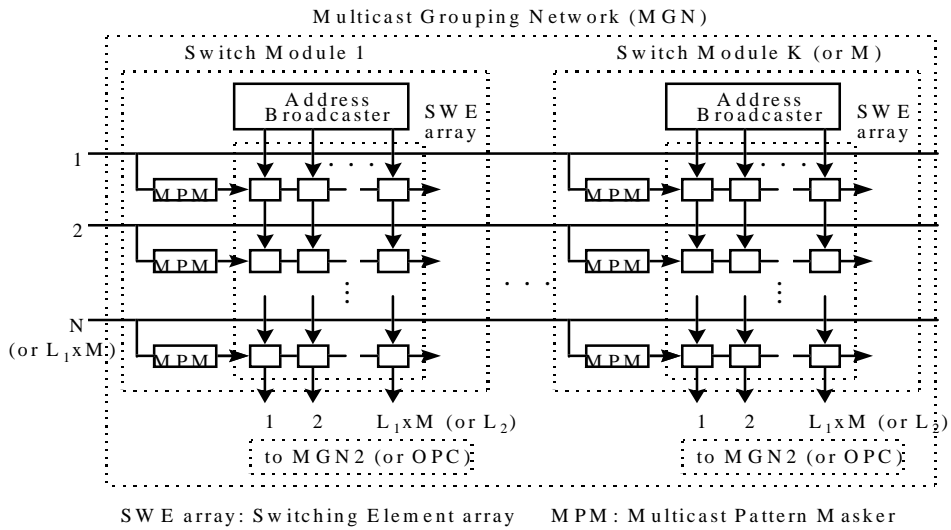 Multicast Grouping Network (MGN)
Switch Module 1
Switch Module K (or M)
Address
Broadcaster
SWE
array
Address
Broadcaster
SWE
array
1
. . .
. . .
MPM
MPM
2
MPM
MPM
. . .
N
(or L₁xM)
MPM
MPM
1 2 L₁xM (or L₂)
1 2 L₁xM (or L₂)
to MGN2 (or OPC)
to MGN2 (or OPC)
SWE array: Switching Element array MPM: Multicast Pattern Masker